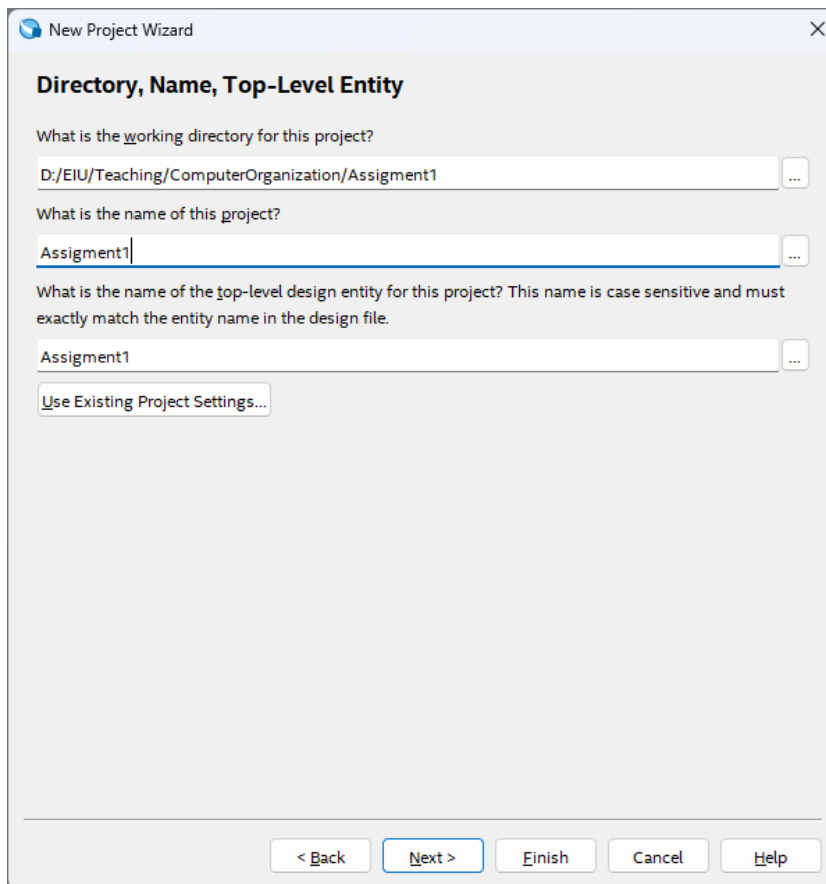 New Project Wizard
Directory, Name, Top-Level Entity
What is the working directory for this project?
D:/EIU/Teaching/ComputerOrganization/Assigment1
...
What is the name of this project?
Assigment1
...
What is the name of the top-level design entity for this project? This name is case sensitive and must
exactly match the entity name in the design file.
Assigment1
...
Use Existing Project Settings...
< Back
Next >
Finish
Cancel
Help